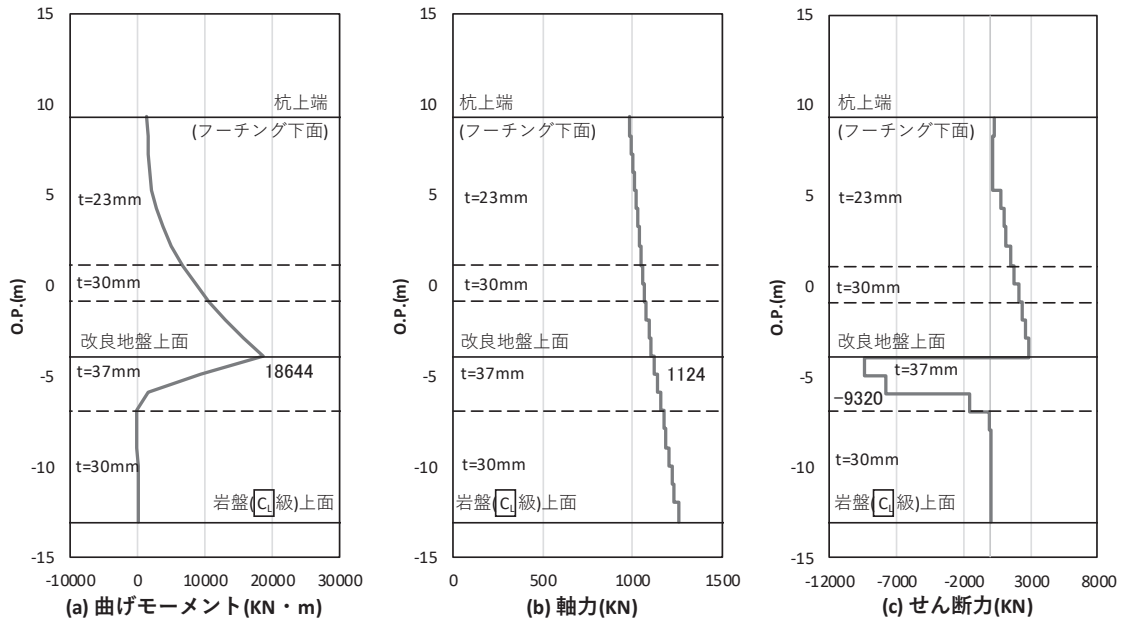 15
10
5
0
-5
-10
-15
O.P.(m)
杭上端
(フーチング下面)
t=23mm
t=30mm
改良地盤上面
t=37mm
18644
t=30mm
岩盤(CL級)上面
-10000 0 10000 20000 30000
(a) 曲げモーメント(KN・m)
15
10
5
0
-5
-10
-15
O.P.(m)
杭上端
(フーチング下面)
t=23mm
t=30mm
改良地盤上面
t=37mm
1124
t=30mm
岩盤(CL級)上面
0 500 1000 1500
(b) 軸力(KN)
15
10
5
0
-5
-10
-15
O.P.(m)
杭上端
(フーチング下面)
t=23mm
t=30mm
改良地盤上面
t=37mm
-9320
t=30mm
岩盤(CL級)上面
-12000 -7000 -2000 3000 8000
(c) せん断力(KN)